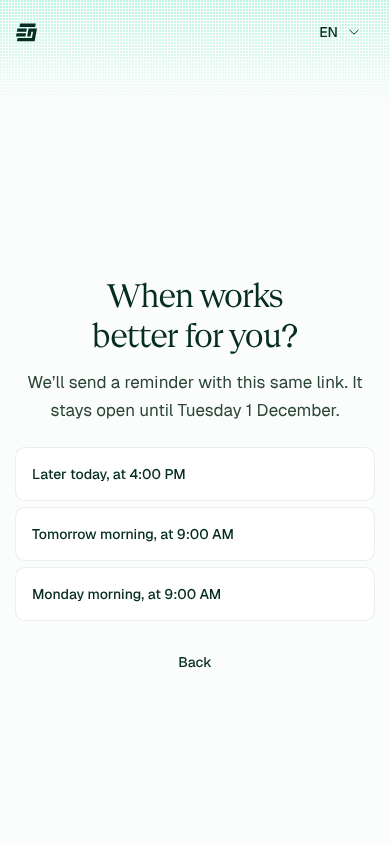 EN
When works
better for you?
We’ll send a reminder with this same link. It
stays open until Tuesday 1 December.
Later today, at 4:00 PM
Tomorrow morning, at 9:00 AM
Monday morning, at 9:00 AM
Back